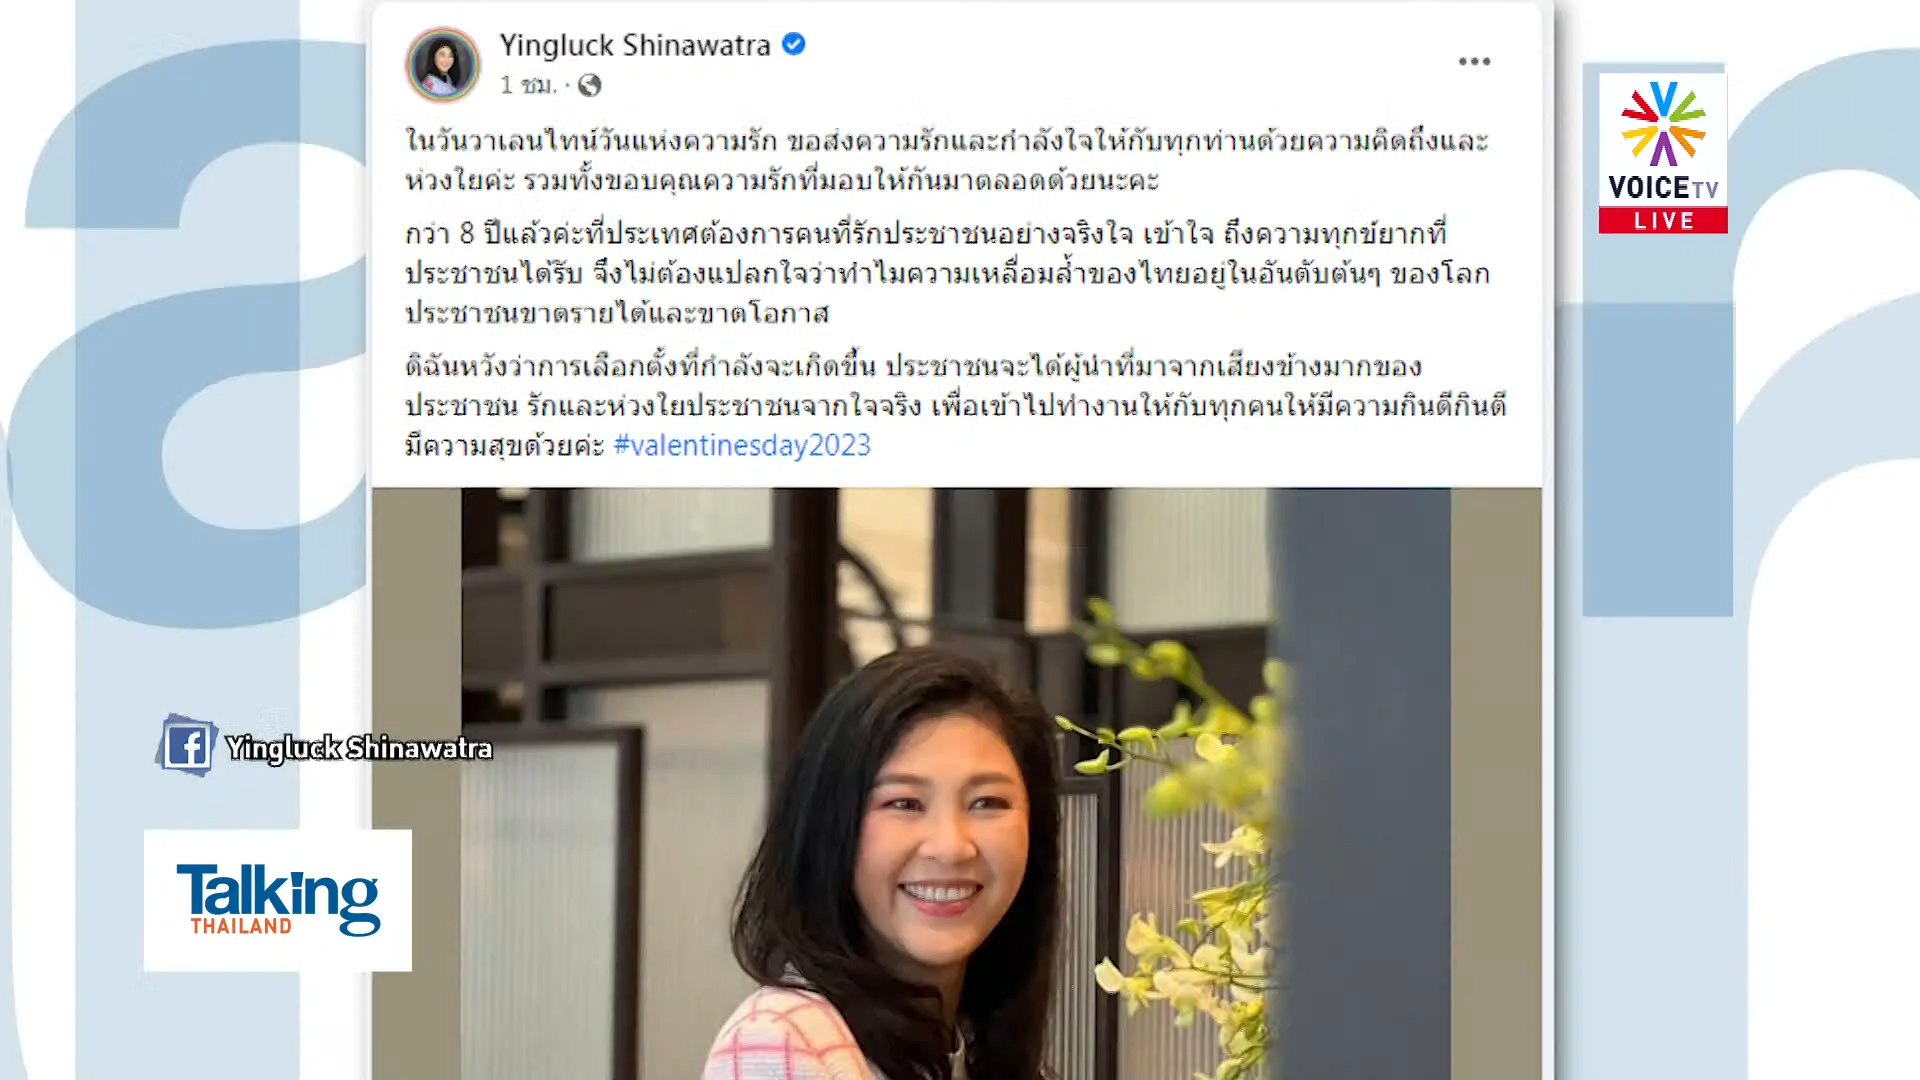 Yingluck Shinawatra
1 ชม. ·
ในวันวาเลนไทน์วันแห่งความรัก ขอส่งความรักและกำลังใจให้กับทุกท่านด้วยความคิดถึงและ
ห่วงใยค่ะ รวมทั้งขอบคุณความรักที่มอบให้กันมาตลอดด้วยนะคะ
กว่า 8 ปีแล้วค่ะที่ประเทศต้องการคนที่รักประชาชนอย่างจริงใจ เข้าใจ ถึงความทุกข์ยากที่
ประชาชนได้รับ จึงไม่ต้องแปลกใจว่าทำไมความเหลื่อมล้ำของไทยอยู่ในอันดับต้นๆ ของโลก
ประชาชนขาดรายได้และขาดโอกาส
ดิฉันหวังว่าการเลือกตั้งที่กำลังจะเกิดขึ้น ประชาชนจะได้ผู้นำที่มาจากเสียงข้างมากของ
ประชาชน รักและห่วงใยประชาชนจากใจจริง เพื่อเข้าไปทำงานให้กับทุกคนให้มีความกินดีกินดี
มีความสุขด้วยค่ะ #valentinesday2023
VOICE TV
LIVE
f Yingluck Shinawatra
Talking
THAILAND